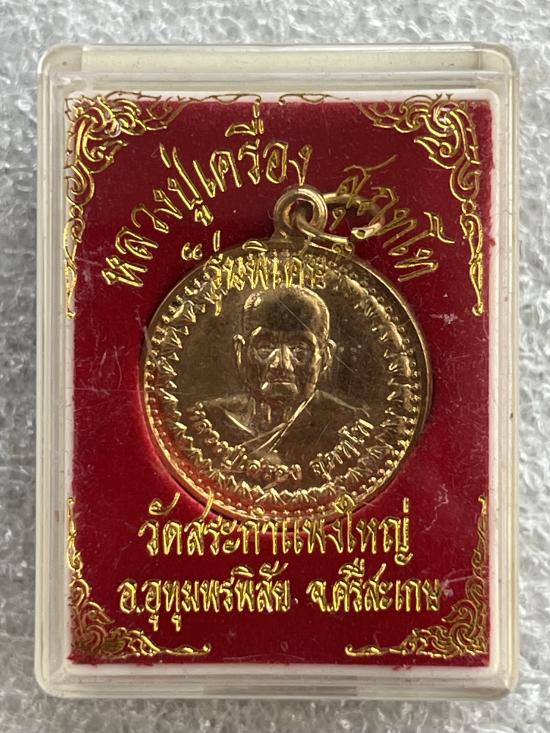 หลวงปู่เครื่อง สุภทฺโท
รุ่นพิเศษ
หลวงปู่เครื่อง สุภทฺโท
วัดสระกำแพงใหญ่
อ.อุทุมพรพิสัย จ.ศรีสะเกษ